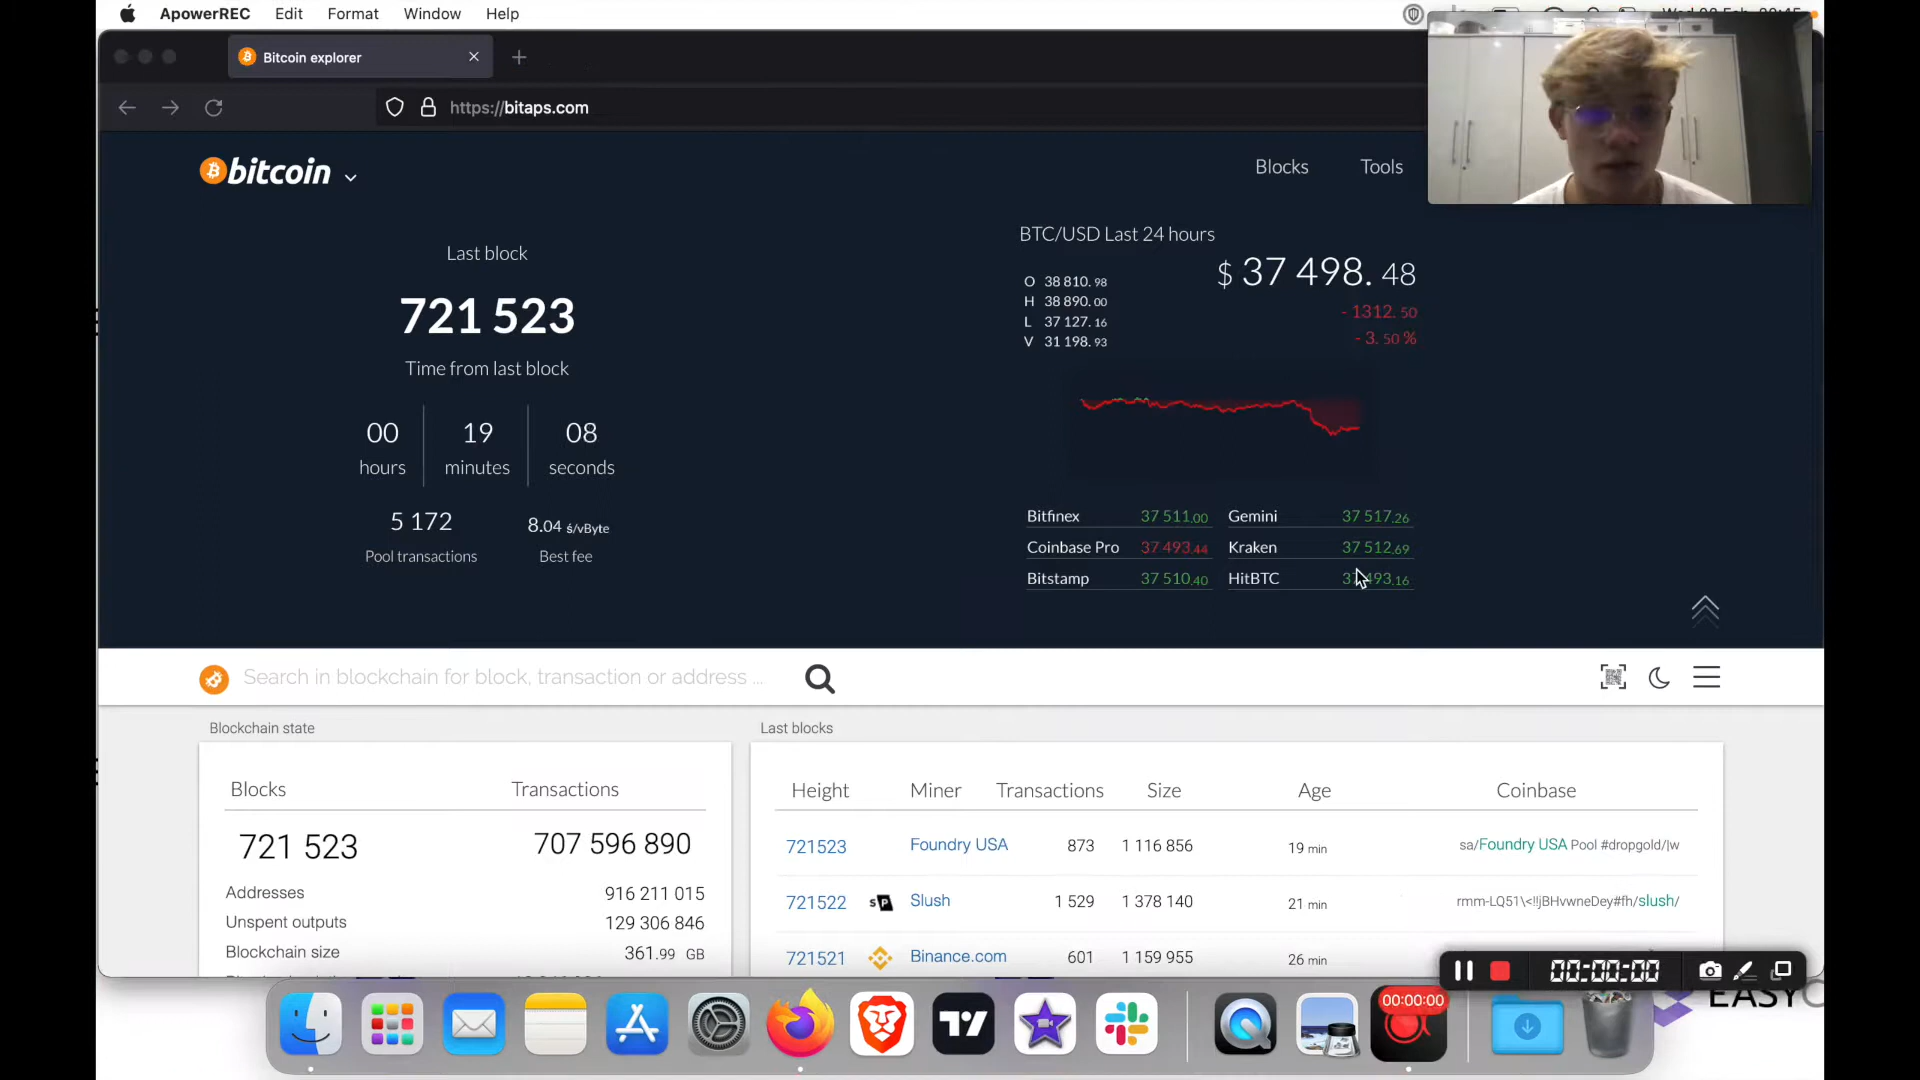 ApowerREC Edit Format Window Help
Bitcoin explorer
https://bitaps.com
bitcoin
Blocks Tools
Last block
721 523
Time from last block
00 19 08
hours minutes seconds
5 172 8.04 ś/vByte
Pool transactions Best fee
BTC/USD Last 24 hours
$ 37 498. 48
O 38 810. 98
H 38 890. 00
L 37 127. 16
V 31 198. 93
- 1312. 50
- 3. 50 %
Bitfinex 37 511.00 Gemini 37 517.26
Coinbase Pro 37 493.44 Kraken 37 512.69
Bitstamp 37 510.40 HitBTC
Search in blockchain for block, transaction or address ...
Blockchain state
Blocks Transactions
721 523 707 596 890
Addresses 916 211 015
Unspent outputs 129 306 846
Blockchain size 361.99 GB
Last blocks
Height Miner Transactions Size Age Coinbase
721523 Foundry USA 873 1 116 856 19 min sa/Foundry USA Pool #dropgold/|w
721522 Slush 1 529 1 378 140 21 min rmm-LQ51\<!!jBHvwneDey#fh/slush/
721521 Binance.com 601 1 159 955 26 min
00:00:00
00:00:00